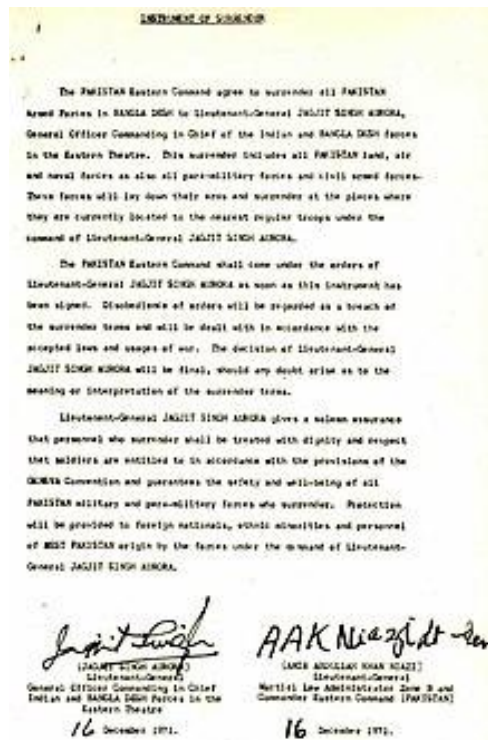 INSTRUMENT OF SURRENDER
The PAKISTAN Eastern Command agree to surrender all PAKISTAN
Armed Forces in BANGLA DESH to Lieutenant-General JAGJIT SINGH AURORA,
General Officer Commanding in Chief of the Indian and BANGLA DESH forces
in the Eastern Theatre. This surrender includes all PAKISTAN land, air
and naval forces as also all para-military forces and civil armed forces.
These forces will lay down their arms and surrender at the places where
they are currently located to the nearest regular troops under the
command of Lieutenant-General JAGJIT SINGH AURORA.
The PAKISTAN Eastern Command shall come under the orders of
Lieutenant-General JAGJIT SINGH AURORA as soon as this instrument has
been signed. Disobedience of orders will be regarded as a breach of
the surrender terms and will be dealt with in accordance with the
accepted laws and usages of war. The decision of Lieutenant-General
JAGJIT SINGH AURORA will be final, should any doubt arise as to the
meaning or interpretation of the surrender terms.
Lieutenant-General JAGJIT SINGH AURORA gives a solemn assurance
that personnel who surrender shall be treated with dignity and respect
that soldiers are entitled to in accordance with the provisions of the
GENEVA Convention and guarantees the safety and well-being of all
PAKISTAN military and para-military forces who surrender. Protection
will be provided to foreign nationals, ethnic minorities and personnel
of WEST PAKISTAN origin by the forces under the command of Lieutenant-
General JAGJIT SINGH AURORA.
Jagjit Singh
(JAGJIT SINGH AURORA)
Lieutenant-General
General Officer Commanding in Chief
Indian and BANGLA DESH Forces in the
Eastern Theatre
16 December 1971.
AAK Niazi Lt-Gen
(AMIR ABDULLAH KHAN NIAZI)
Lieutenant-General
Martial Law Administrator Zone B and
Commander Eastern Command (PAKISTAN)
16 December 1971.